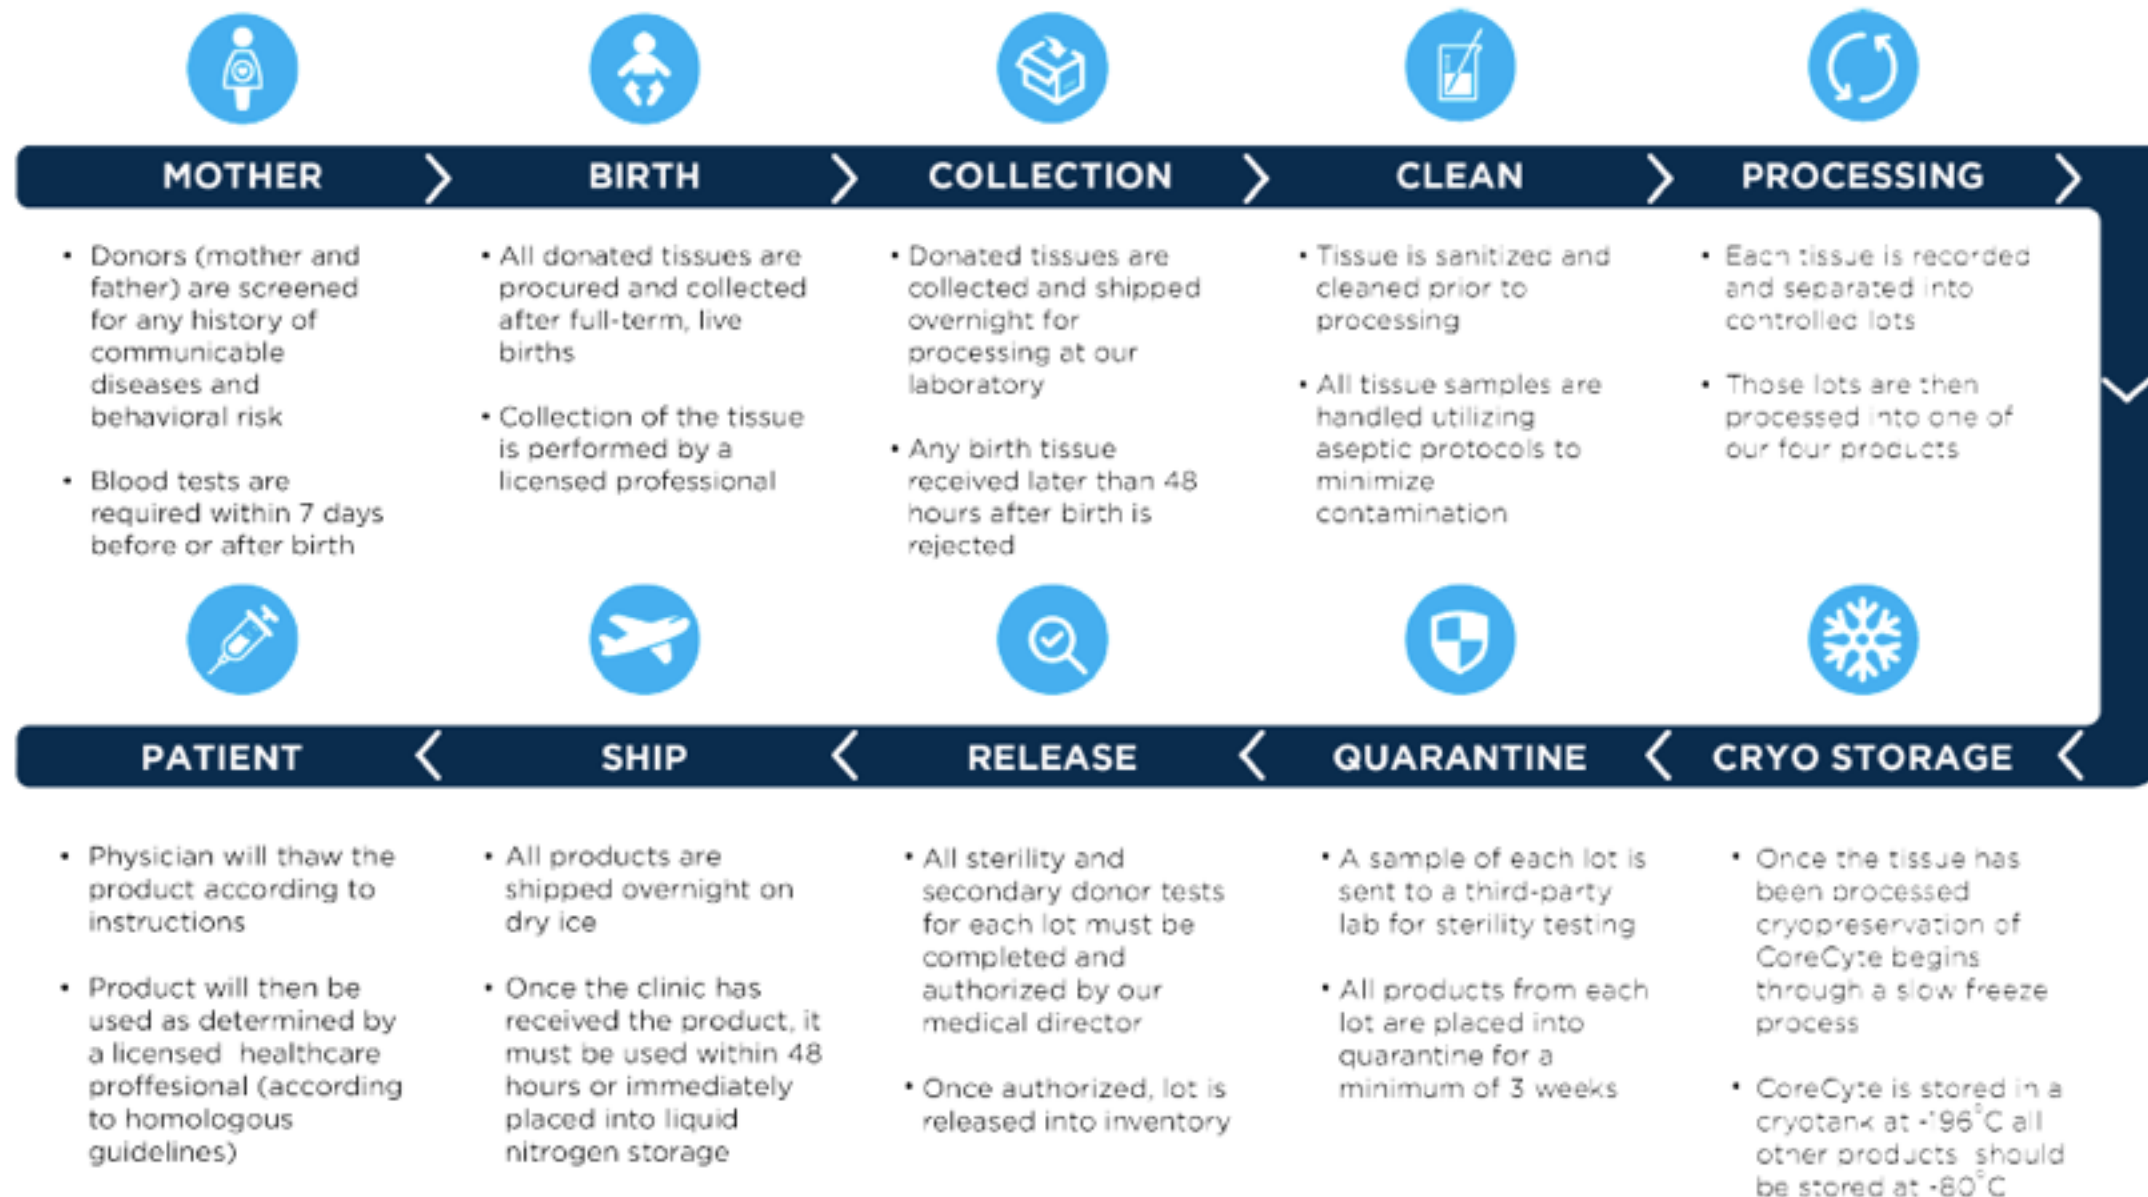 MOTHER
BIRTH
COLLECTION
CLEAN
PROCESSING
• Donors (mother and
father) are screened
for any history of
communicable
diseases and
behavioral risk
• Blood tests are
required within 7 days
before or after birth
• All donated tissues are
procured and collected
after full-term, live
births
• Collection of the tissue
is performed by a
licensed professional
• Donated tissues are
collected and shipped
overnight for
processing at our
laboratory
• Any birth tissue
received later than 48
hours after birth is
rejected
• Tissue is sanitized and
cleaned prior to
processing
• All tissue samples are
handled utilizing
aseptic protocols to
minimize
contamination
• Each tissue is recorded
and separated into
controlled lots
• Those lots are then
processed into one of
our four products
CRYO STORAGE
QUARANTINE
RELEASE
SHIP
PATIENT
• Once the tissue has
been processed
cryopreservation of
CoreCyte begins
through a slow freeze
process
• CoreCyte is stored in a
cryotank at -196°C all
other products should
be stored at -80°C
• A sample of each lot is
sent to a third-party
lab for sterility testing
• All products from each
lot are placed into
quarantine for a
minimum of 3 weeks
• All sterility and
secondary donor tests
for each lot must be
completed and
authorized by our
medical director
• Once authorized, lot is
released into inventory
• All products are
shipped overnight on
dry ice
• Once the clinic has
received the product, it
must be used within 48
hours or immediately
placed into liquid
nitrogen storage
• Physician will thaw the
product according to
instructions
• Product will then be
used as determined by
a licensed healthcare
proffesional (according
to homologous
guidelines)